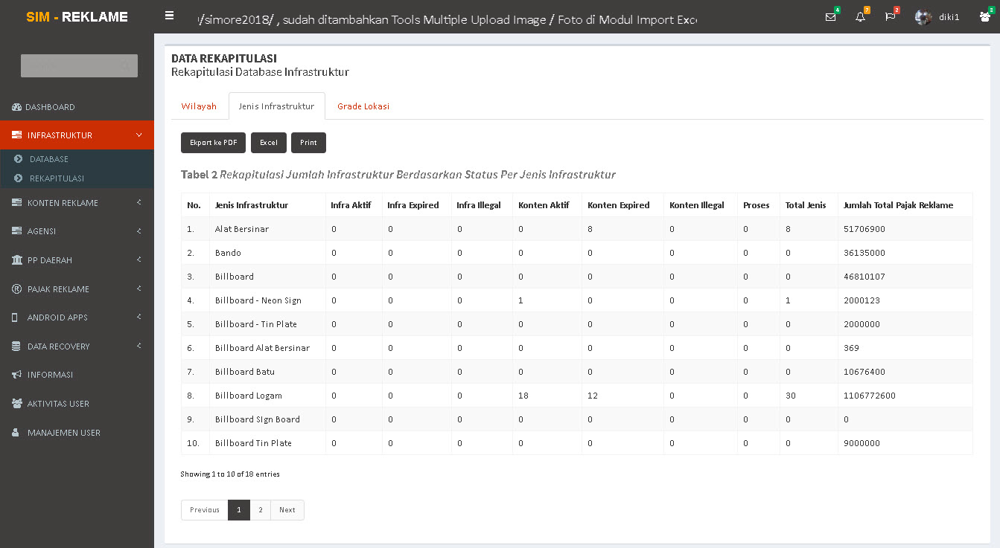 SIM - REKLAME
/simore2018/ , sudah ditambahkan Tools Multiple Upload Image / Foto di Modul Import Exc
4 7 3 diki1 3
DASHBOARD
INFRASTRUKTUR
DATABASE
REKAPITULASI
KONTEN REKLAME
AGENSI
PP DAERAH
PAJAK REKLAME
ANDROID APPS
DATA RECOVERY
INFORMASI
AKTIVITAS USER
MANAJEMEN USER
DATA REKAPITULASI
Rekapitulasi Database Infrastruktur
Wilayah Jenis Infrastruktur Grade Lokasi
Ekport ke PDF Excel Print
Tabel 2 Rekapitulasi Jumlah Infrastruktur Berdasarkan Status Per Jenis Infrastruktur
No. Jenis Infrastruktur Infra Aktif Infra Expired Infra Illegal Konten Aktif Konten Expired Konten Illegal Proses Total Jenis Jumlah Total Pajak Reklame
1. Alat Bersinar 0 0 0 0 8 0 0 8 51706900
2. Bando 0 0 0 0 0 0 0 0 36135000
3. Billboard 0 0 0 0 0 0 0 0 46810107
4. Billboard - Neon Sign 0 0 0 1 0 0 0 1 2000123
5. Billboard - Tin Plate 0 0 0 0 0 0 0 0 2000000
6. Billboard Alat Bersinar 0 0 0 0 0 0 0 0 369
7. Billboard Batu 0 0 0 0 0 0 0 0 10676400
8. Billboard Logam 0 0 0 18 12 0 0 30 1106772600
9. Billboard Sign Board 0 0 0 0 0 0 0 0 0
10. Billboard Tin Plate 0 0 0 0 0 0 0 0 9000000
Showing 1 to 10 of 18 entries
Previous 1 2 Next